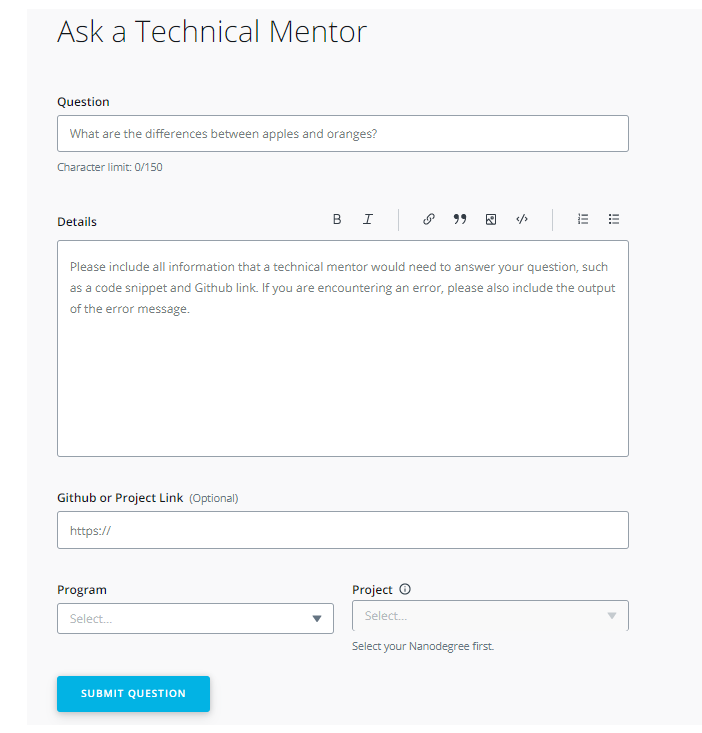 Ask a Technical Mentor
Question
What are the differences between apples and oranges?
Character limit: 0/150
Details
B I
Please include all information that a technical mentor would need to answer your question, such
as a code snippet and Github link. If you are encountering an error, please also include the output
of the error message.
Github or Project Link (Optional)
https://
Program
Project
Select...
Select...
Select your Nanodegree first.
SUBMIT QUESTION